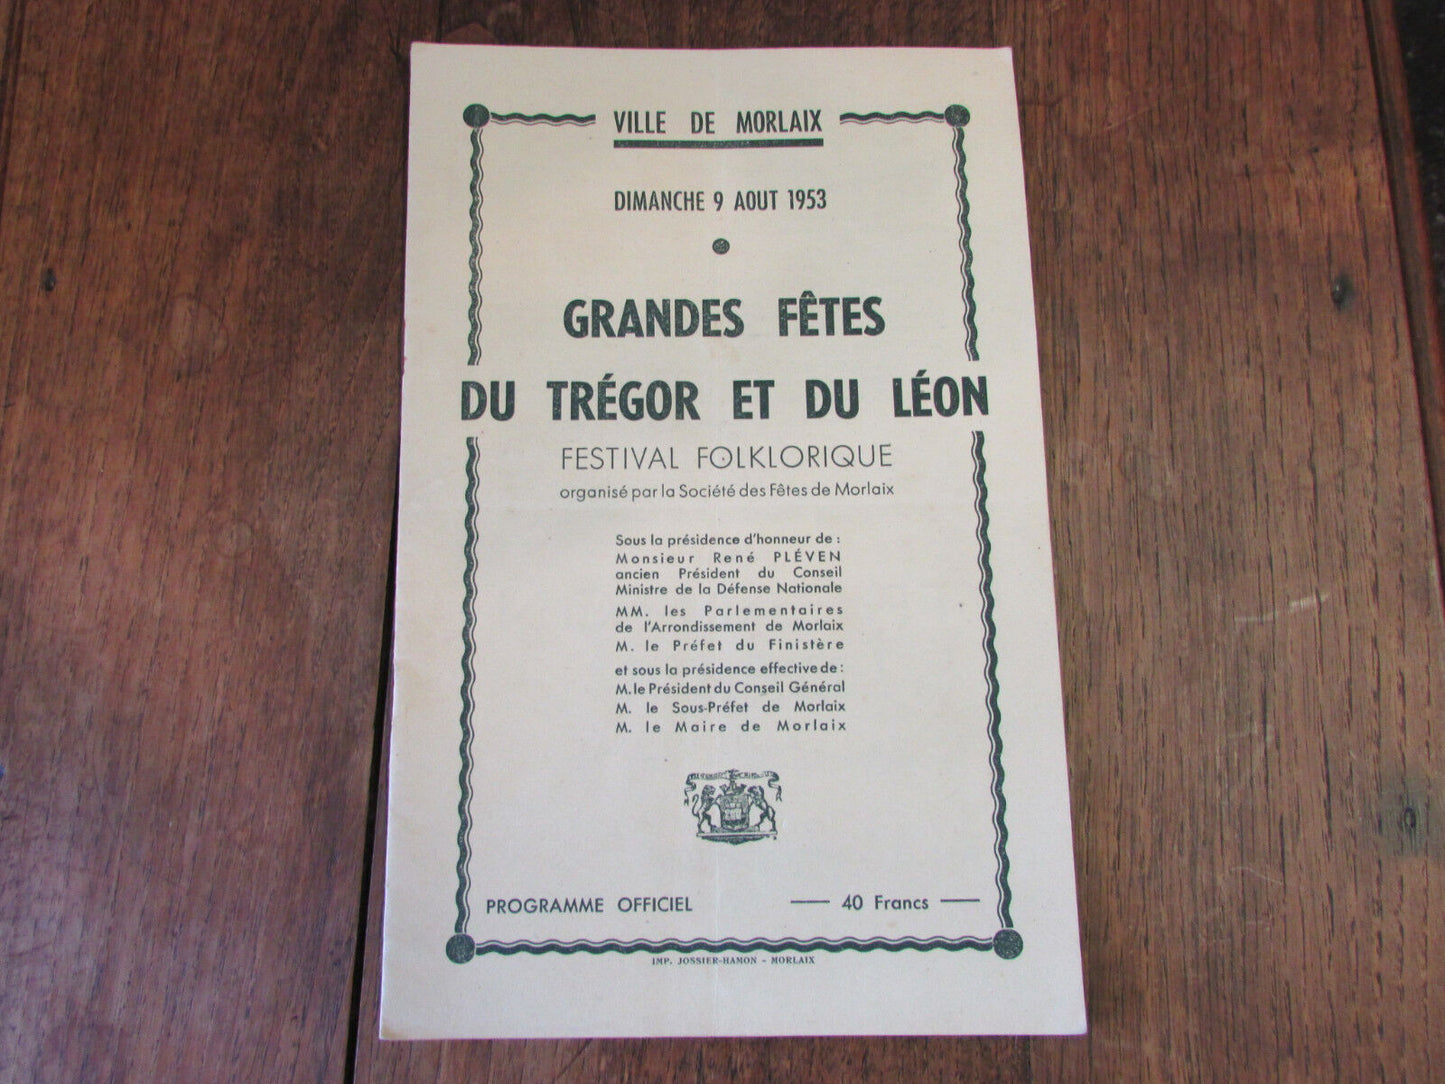 VILLE DE MORLAIX
DIMANCHE 9 AOUT 1953
GRANDES FÊTES
DU TRÉGOR ET DU LÉON
FESTIVAL FOLKLORIQUE
organisé par la Société des Fêtes de Morlaix
Sous la présidence d'honneur de :
Monsieur René PLÉVEN
ancien Président du Conseil
Ministre de la Défense Nationale
MM. les Parlementaires
de l'Arrondissement de Morlaix
M. le Préfet du Finistère
et sous la présidence effective de :
M. le Président du Conseil Général
M. le Sous-Préfet de Morlaix
M. le Maire de Morlaix
PROGRAMME OFFICIEL — 40 Francs —
IMP. JOSSIER-HAMON - MORLAIX